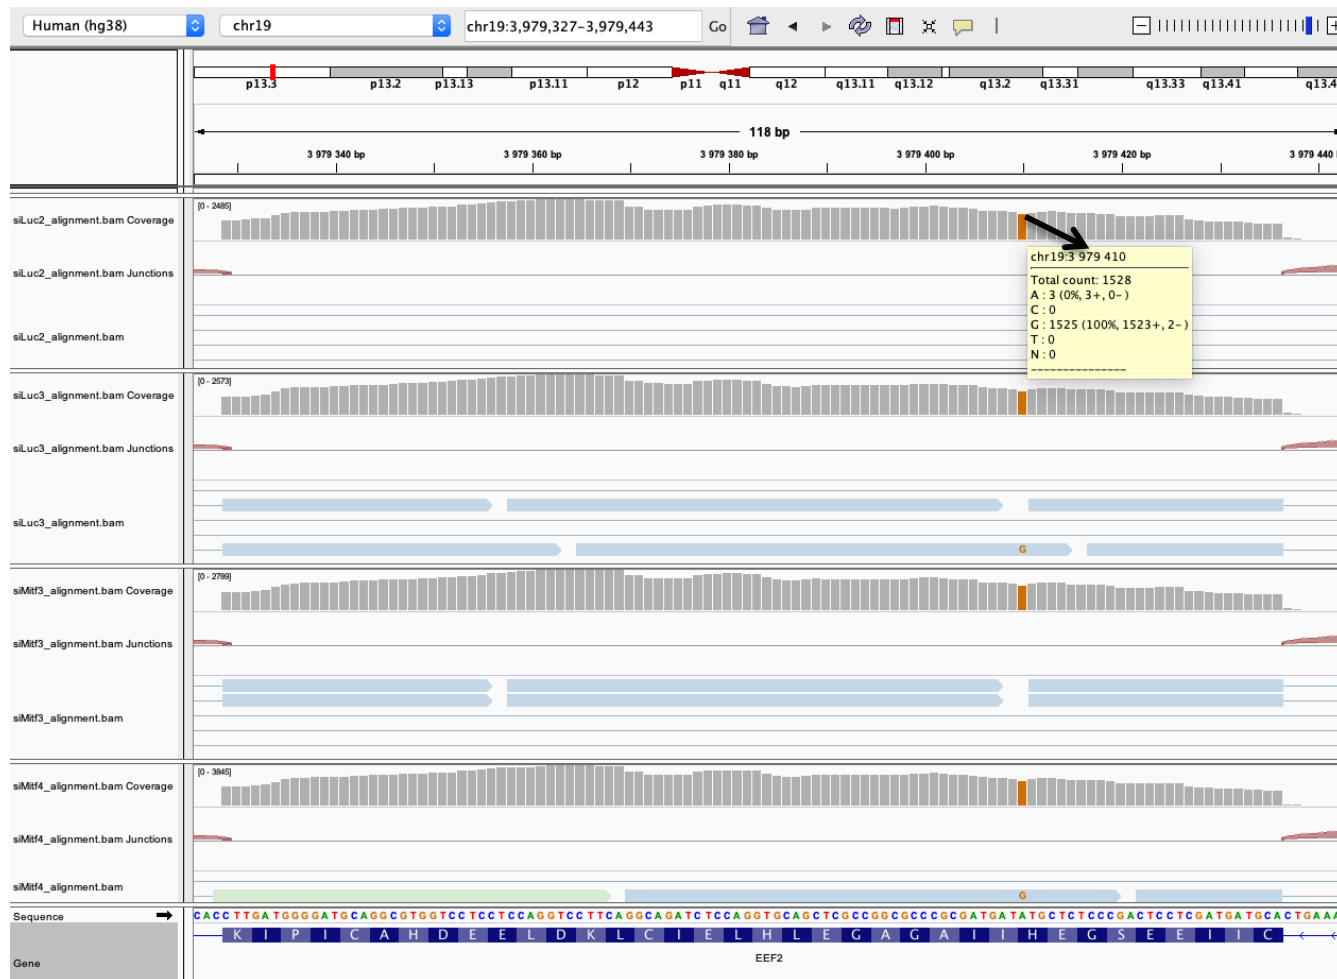 Human (hg38) chr19 chr19:3,979,327-3,979,443 Go
p13.3 p13.2 p13.13 p13.11 p12 p11 q11 q12 q13.11 q13.12 q13.2 q13.31 q13.33 q13.41 q13.4
118 bp
3 979 340 bp 3 979 360 bp 3 979 380 bp 3 979 400 bp 3 979 420 bp 3 979 440
siLuc2_alignment.bam Coverage [0 - 2485]
chr19:3 979 410
Total count: 1528
A : 3 (0%, 3+, 0- )
C : 0
G : 1525 (100%, 1523+, 2- )
T : 0
N : 0
---------------
siLuc2_alignment.bam Junctions
siLuc2_alignment.bam
siLuc3_alignment.bam Coverage [0 - 2573]
siLuc3_alignment.bam Junctions
siLuc3_alignment.bam
G
siMitf3_alignment.bam Coverage [0 - 2789]
siMitf3_alignment.bam Junctions
siMitf3_alignment.bam
siMitf4_alignment.bam Coverage [0 - 3845]
siMitf4_alignment.bam Junctions
siMitf4_alignment.bam
G
Sequence CACCTTGATGGGGATGCAGGCGTGGTCCTCCTCCAGGTCCTTCAGGCAGATCTCCAGGTGCAGCTCGCCGGCGCCCGCGATGATATGCTCTCCCGACTCCTCGATGATGCACTGAAA
K I P I C A H D E E L D K L C I E L H L E G A G A I I H E G S E E I I C
Gene EEF2